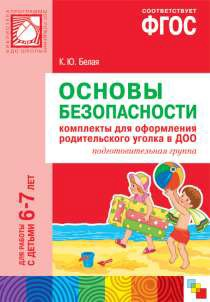 СООТВЕТСТВУЕТ
ФГОС
К. Ю. Белая
ОСНОВЫ
БЕЗОПАСНОСТИ
комплекты для оформления
родительского уголка в ДОО
подготовительная группа
ДЛЯ РАБОТЫ
С ДЕТЬМИ 6–7 ЛЕТ